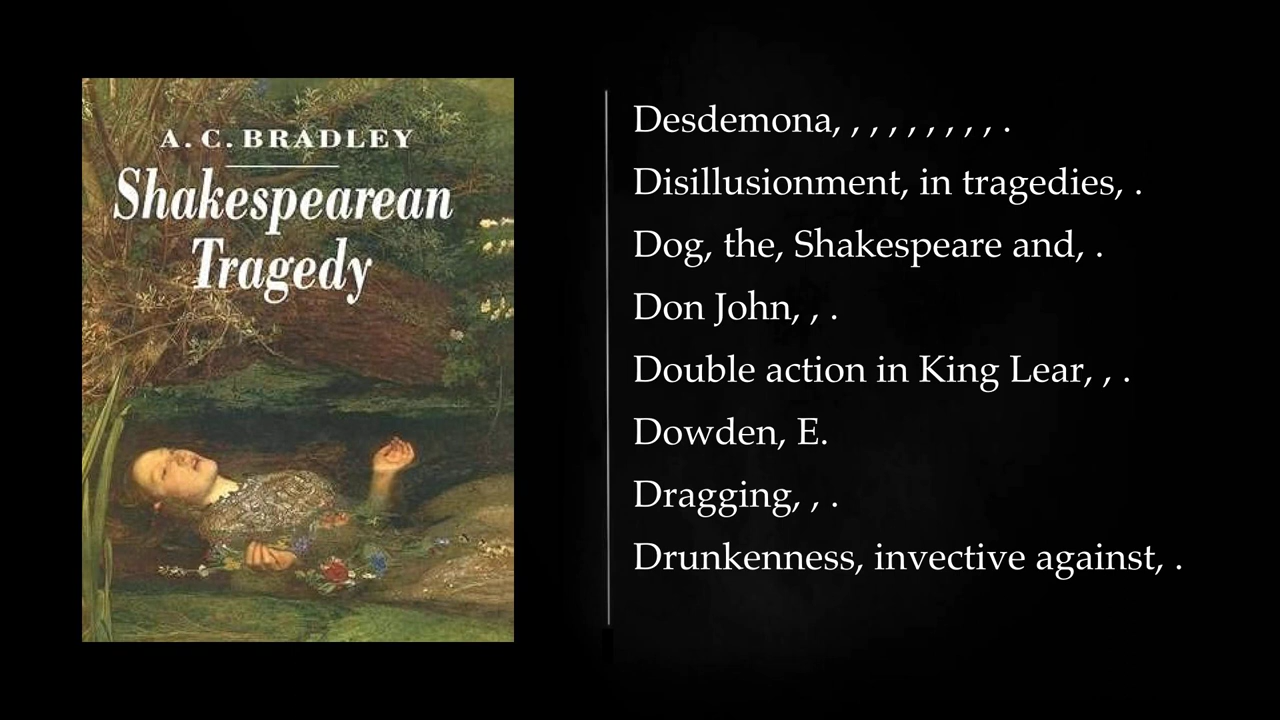 A. C. BRADLEY
Shakespearean
Tragedy
Desdemona, , , , , , , , , .
Disillusionment, in tragedies, .
Dog, the, Shakespeare and, .
Don John, , .
Double action in King Lear, , .
Dowden, E.
Dragging, , .
Drunkenness, invective against, .